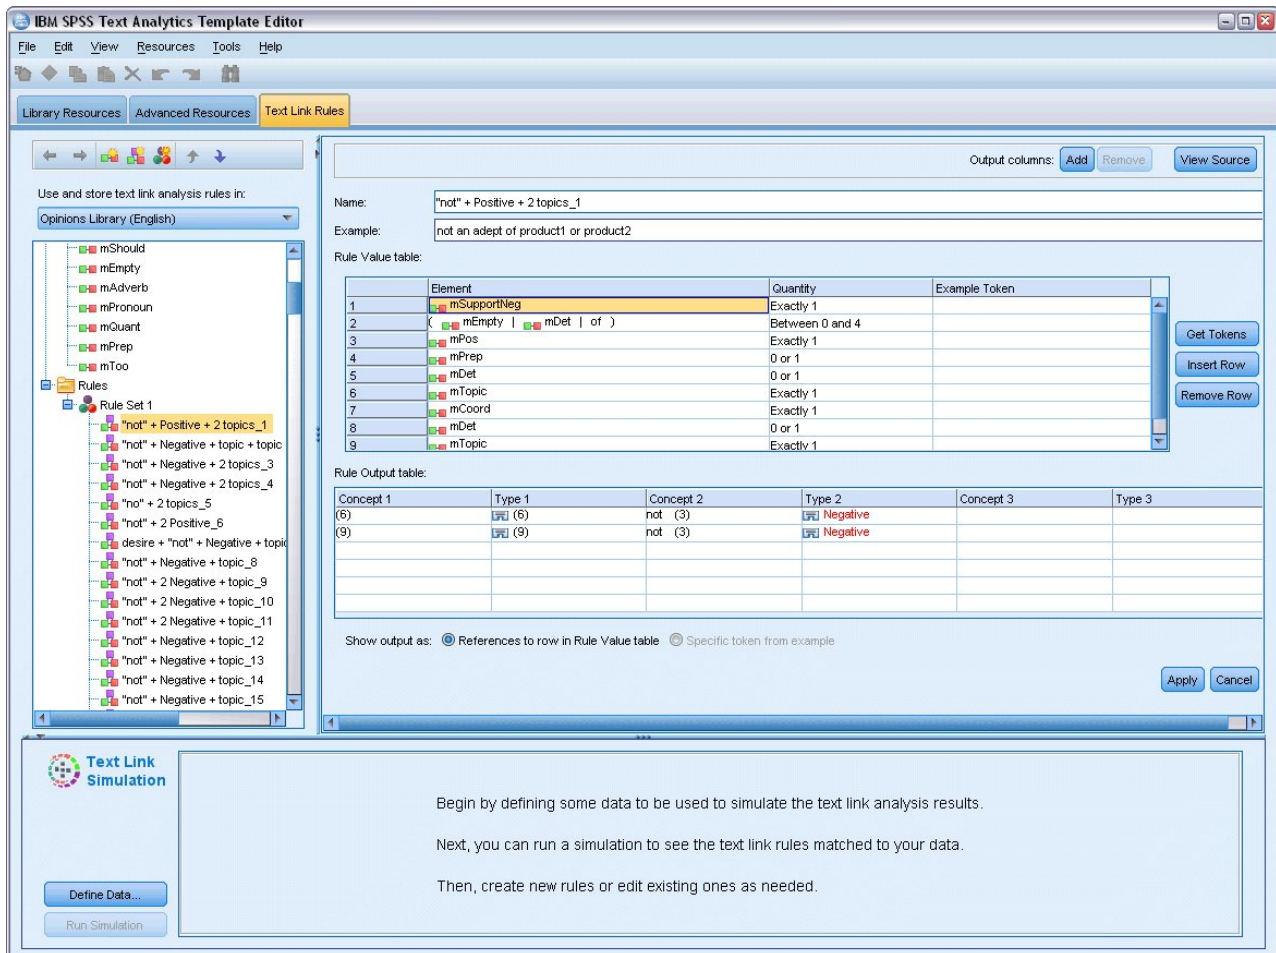 IBM SPSS Text Analytics Template Editor
File Edit View Resources Tools Help
Library Resources Advanced Resources Text Link Rules
Use and store text link analysis rules in:
Opinions Library (English)
mShould
mEmpty
mAdverb
mPronoun
mQuant
mPrep
mToo
Rules
Rule Set 1
"not" + Positive + 2 topics_1
"not" + Negative + topic + topic
"not" + Negative + 2 topics_3
"not" + Negative + 2 topics_4
"no" + 2 topics_5
"not" + 2 Positive_6
desire + "not" + Negative + topic
"not" + Negative + topic_8
"not" + 2 Negative + topic_9
"not" + 2 Negative + topic_10
"not" + 2 Negative + topic_11
"not" + Negative + topic_12
"not" + Negative + topic_13
"not" + Negative + topic_14
"not" + Negative + topic_15
Output columns: Add Remove View Source
Name: "not" + Positive + 2 topics_1
Example: not an adept of product1 or product2
Rule Value table:
Element Quantity Example Token
1 mSupportNeg Exactly 1
2 ( mEmpty | mDet | of ) Between 0 and 4
3 mPos Exactly 1
4 mPrep 0 or 1
5 mDet 0 or 1
6 mTopic Exactly 1
7 mCoord Exactly 1
8 mDet 0 or 1
9 mTopic Exactly 1
Get Tokens
Insert Row
Remove Row
Rule Output table:
Concept 1 Type 1 Concept 2 Type 2 Concept 3 Type 3
(6) (6) not (3) Negative
(9) (9) not (3) Negative
Show output as: References to row in Rule Value table Specific token from example
Apply Cancel
Text Link
Simulation
Begin by defining some data to be used to simulate the text link analysis results.
Next, you can run a simulation to see the text link rules matched to your data.
Then, create new rules or edit existing ones as needed.
Define Data...
Run Simulation